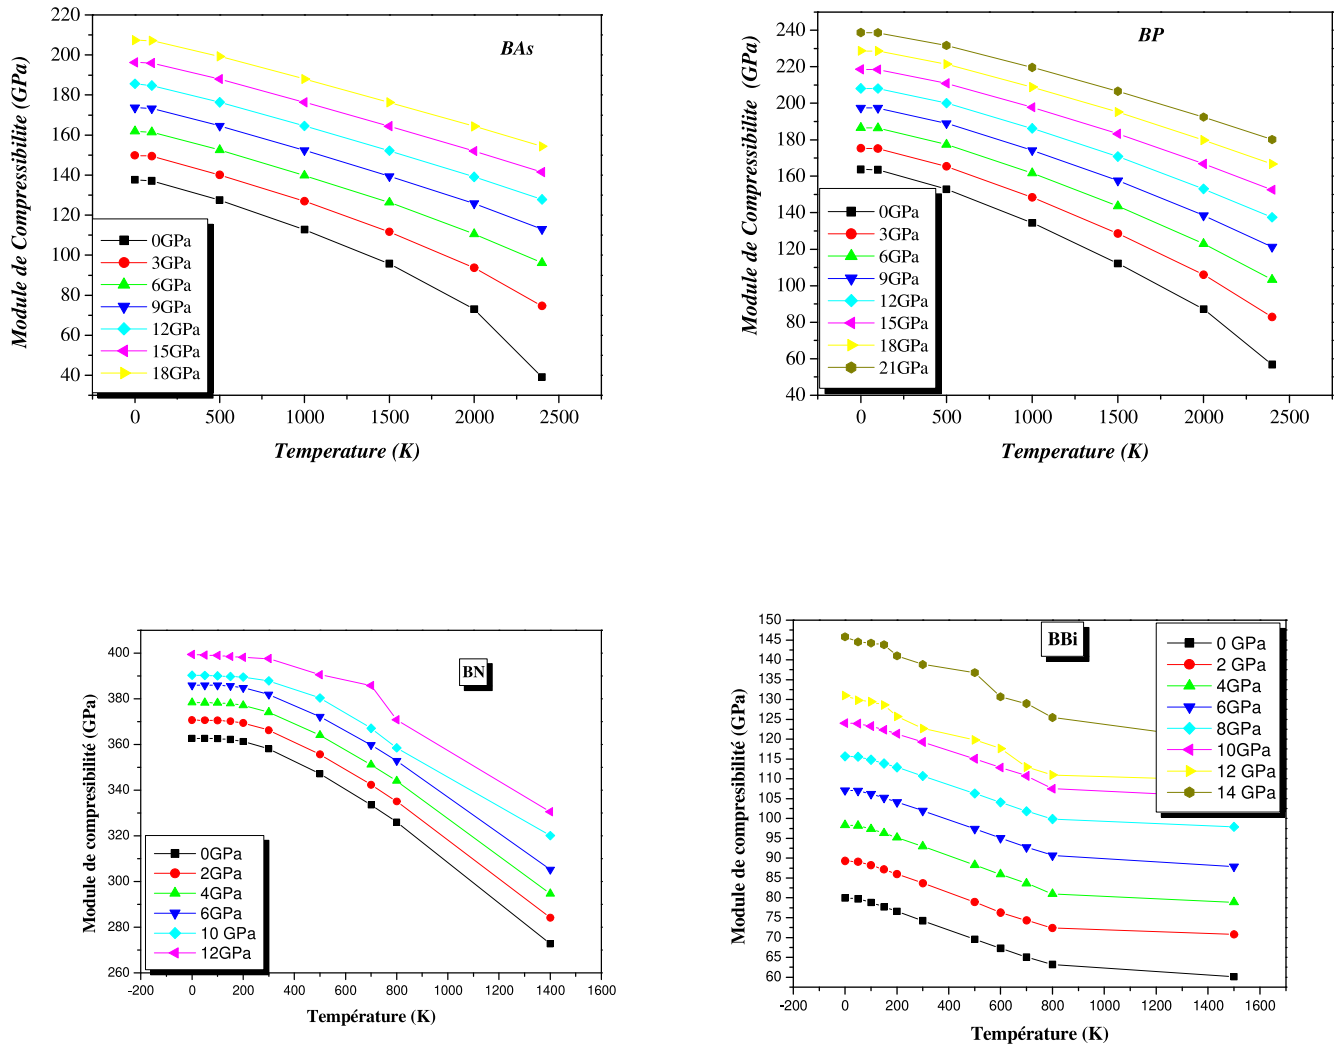 BAs
Module de Compressibilite (GPa)
220
200
180
160
140
120
100
80
60
40
0GPa
3GPa
6GPa
9GPa
12GPa
15GPa
18GPa
0 500 1000 1500 2000 2500
Temperature (K)
BP
Module de Compressibilite (GPa)
240
220
200
180
160
140
120
100
80
60
40
0GPa
3GPa
6GPa
9GPa
12GPa
15GPa
18GPa
21GPa
0 500 1000 1500 2000 2500
Temperature (K)
BN
Module de compresibilité (GPa)
400
380
360
340
320
300
280
260
0GPa
2GPa
4GPa
6GPa
10 GPa
12GPa
-200 0 200 400 600 800 1000 1200 1400 1600
Température (K)
BBi
Module de compresibilité (GPa)
150
145
140
135
130
125
120
115
110
105
100
95
90
85
80
75
70
65
60
0 GPa
2 GPa
4GPa
6GPa
8GPa
10GPa
12 GPa
14 GPa
-200 0 200 400 600 800 1000 1200 1400 1600
Température (K)